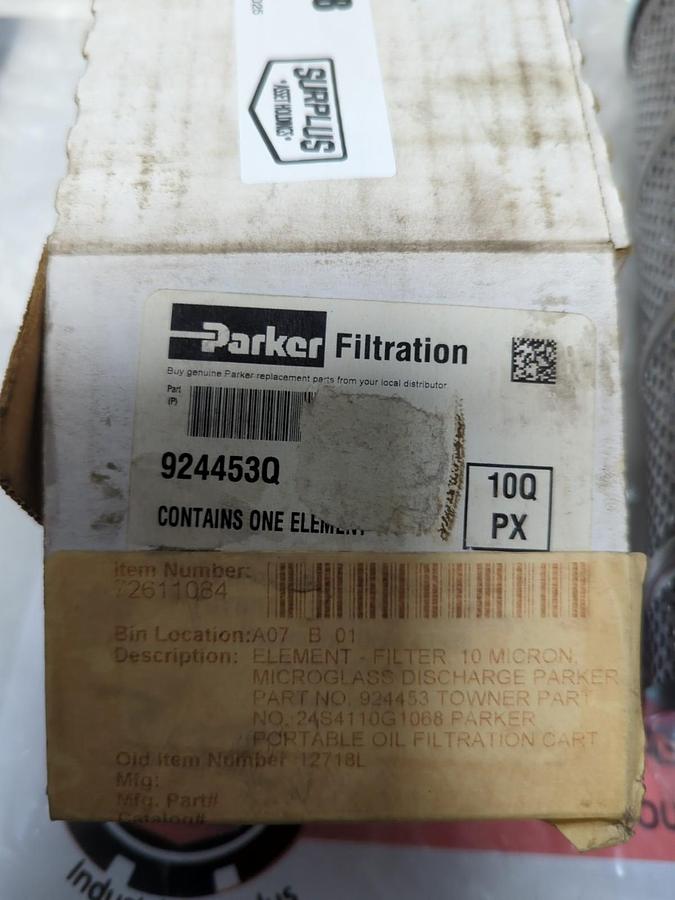 SURPLUS
"ASSET HOLDINGS"
Parker Filtration
Buy genuine Parker replacement parts from your local distributor
Part
(P)
924453Q
CONTAINS ONE ELEMENT
10Q
PX
Item Number:
72611084
Bin Location: A07 B 01
Description: ELEMENT - FILTER, 10 MICRON,
MICROGLASS DISCHARGE PARKER
PART NO. 924453 TOWNER PART
NO. 24S4110G1068 PARKER
PORTABLE OIL FILTRATION CART
Old Item Number 12718L
Mfg:
Mfg. Part#
Catalog#